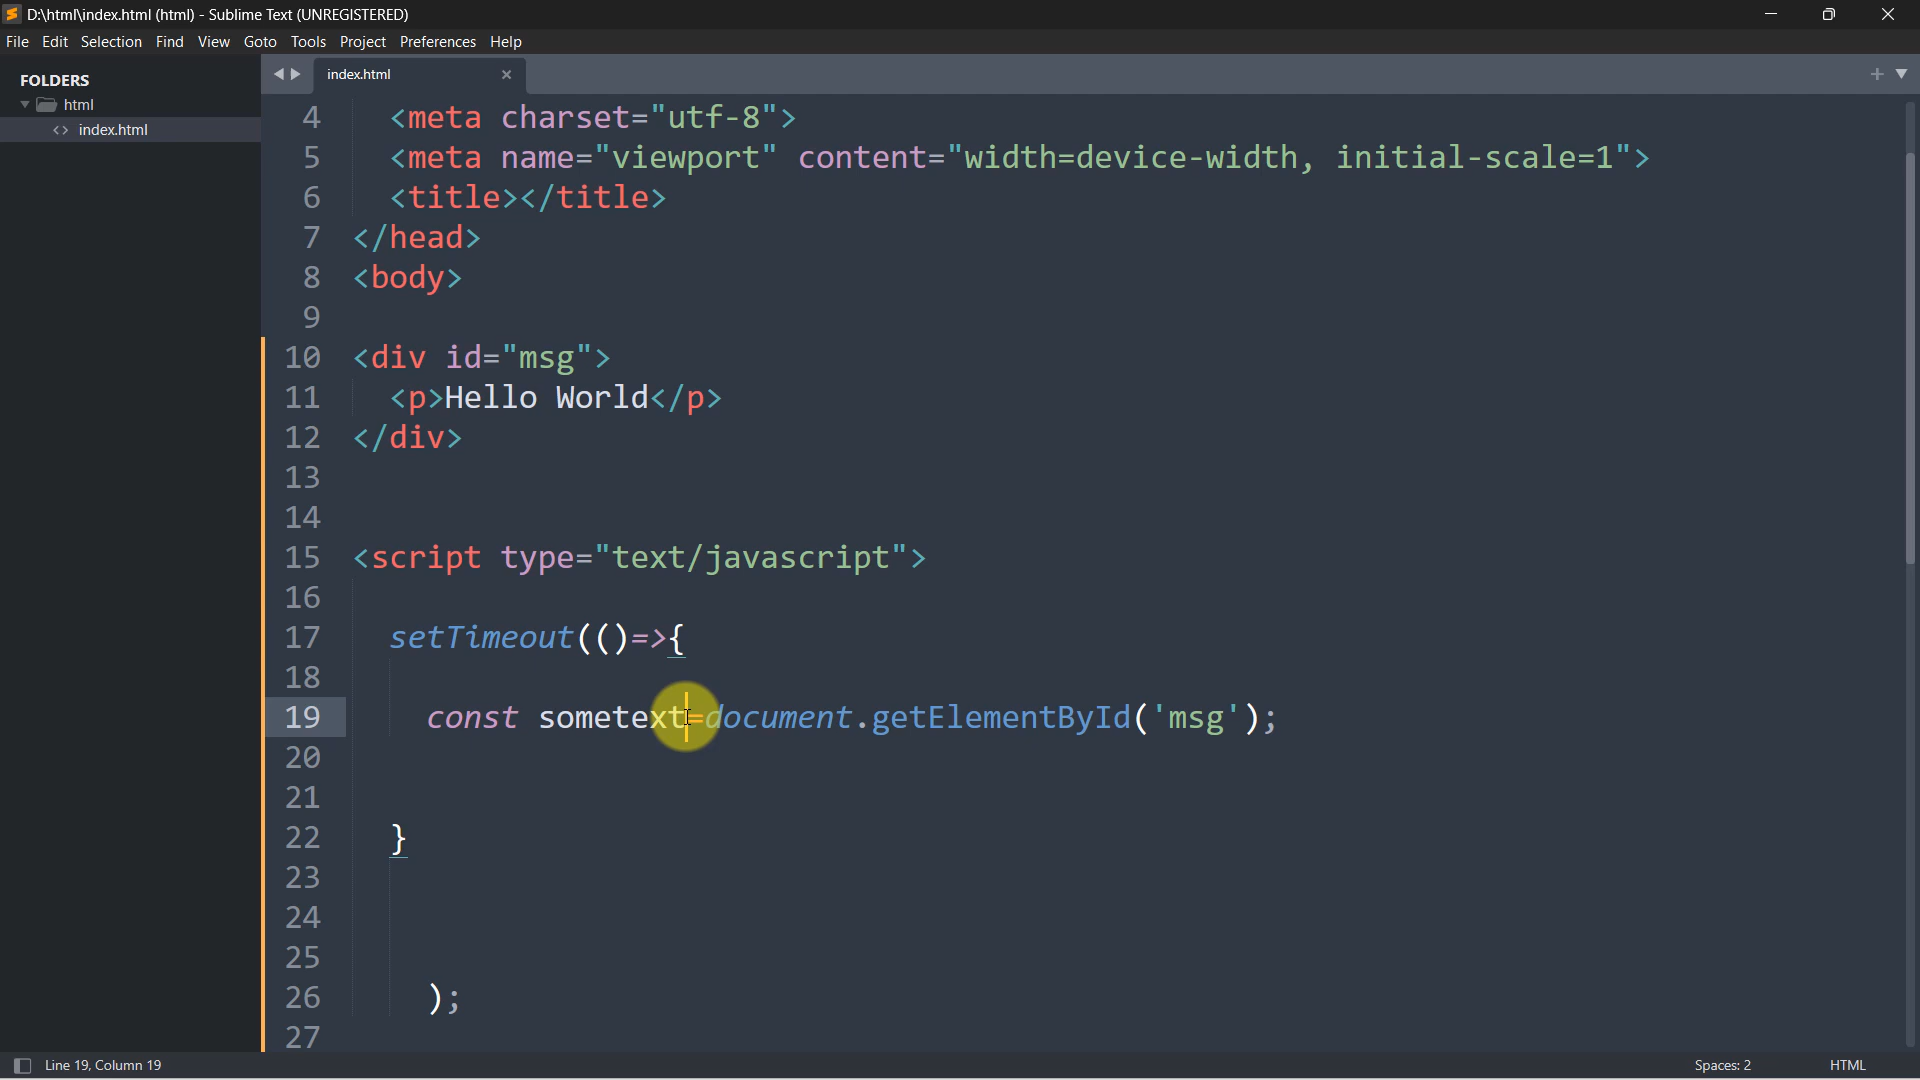 D:\html\index.html (html) - Sublime Text (UNREGISTERED)
File Edit Selection Find View Goto Tools Project Preferences Help
FOLDERS
html
index.html
index.html
4 <meta charset="utf-8">
5 <meta name="viewport" content="width=device-width, initial-scale=1">
6 <title></title>
7 </head>
8 <body>
9
10 <div id="msg">
11 <p>Hello World</p>
12 </div>
13
14
15 <script type="text/javascript">
16
17 setTimeout(()=>{
18
19 const sometext=document.getElementById('msg');
20
21
22 }
23
24
25
26 );
27
Line 19, Column 19 Spaces: 2 HTML